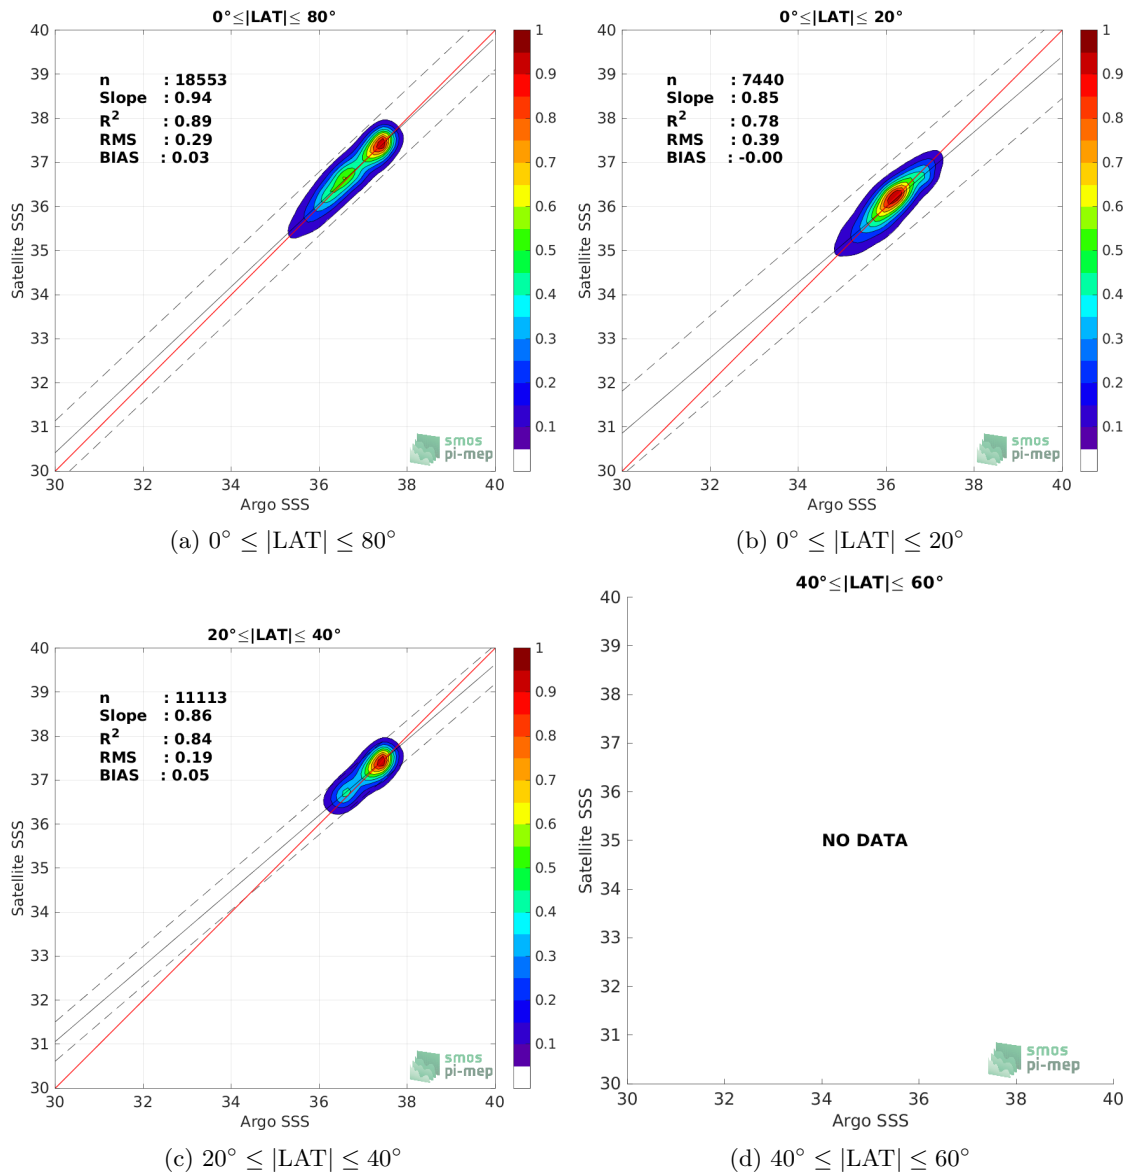 0°≤|LAT|≤ 80°
40
39
38
37
36
35
34
33
32
31
30
Satellite SSS
n : 18553
Slope : 0.94
R2 : 0.89
RMS : 0.29
BIAS : 0.03
smos
pi-mep
30 32 34 36 38 40
Argo SSS
1
0.9
0.8
0.7
0.6
0.5
0.4
0.3
0.2
0.1
(a) 0° ≤ |LAT| ≤ 80°
0°≤|LAT|≤ 20°
40
39
38
37
36
35
34
33
32
31
30
Satellite SSS
n : 7440
Slope : 0.85
R2 : 0.78
RMS : 0.39
BIAS : -0.00
smos
pi-mep
30 32 34 36 38 40
Argo SSS
1
0.9
0.8
0.7
0.6
0.5
0.4
0.3
0.2
0.1
(b) 0° ≤ |LAT| ≤ 20°
20°≤|LAT|≤ 40°
40
39
38
37
36
35
34
33
32
31
30
Satellite SSS
n : 11113
Slope : 0.86
R2 : 0.84
RMS : 0.19
BIAS : 0.05
smos
pi-mep
30 32 34 36 38 40
Argo SSS
1
0.9
0.8
0.7
0.6
0.5
0.4
0.3
0.2
0.1
(c) 20° ≤ |LAT| ≤ 40°
40°≤|LAT|≤ 60°
40
39
38
37
36
35
34
33
32
31
30
Satellite SSS
NO DATA
smos
pi-mep
30 32 34 36 38 40
Argo SSS
(d) 40° ≤ |LAT| ≤ 60°